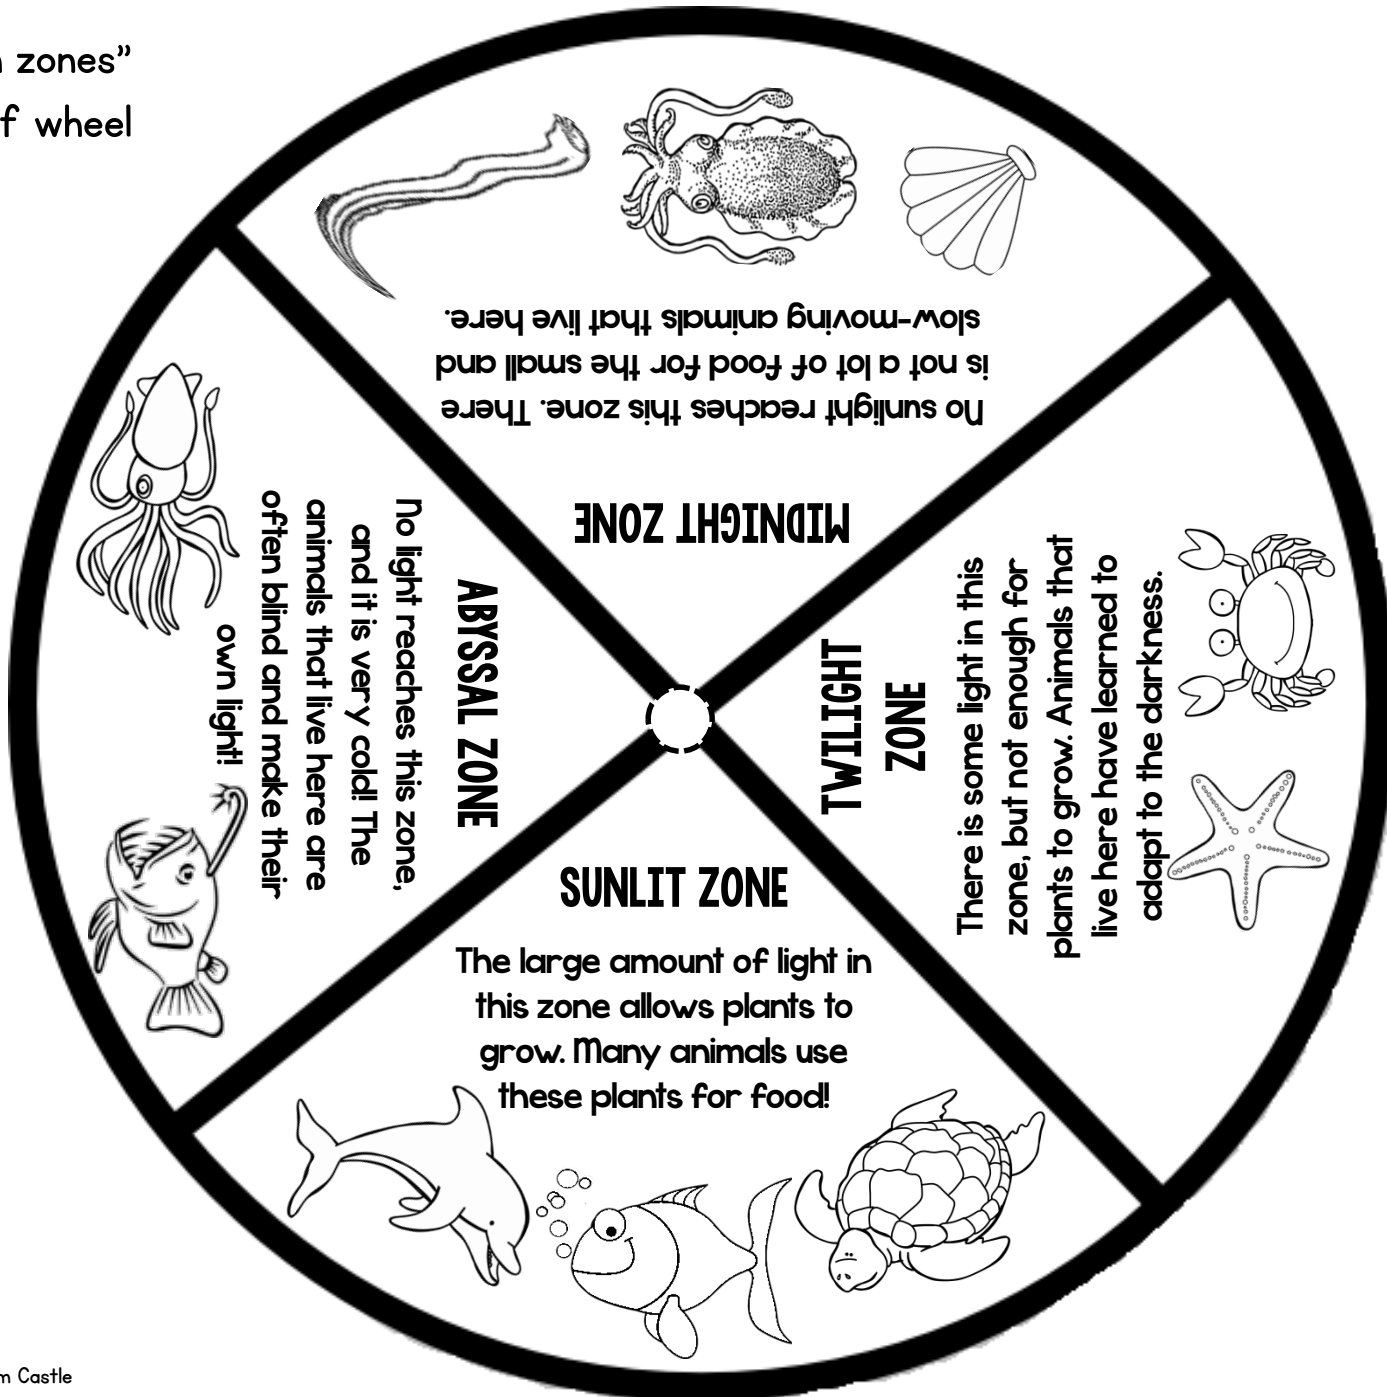 zones”
f wheel
MIDNIGHT ZONE
No sunlight reaches this zone. There
is not a lot of food for the small and
slow-moving animals that live here.
ABYSSAL ZONE
No light reaches this zone,
and it is very cold! The
animals that live here are
often blind and make their
own light!
TWILIGHT
ZONE
There is some light in this
zone, but not enough for
plants to grow. Animals that
live here have learned to
adapt to the darkness.
SUNLIT ZONE
The large amount of light in
this zone allows plants to
grow. Many animals use
these plants for food!
m Castle